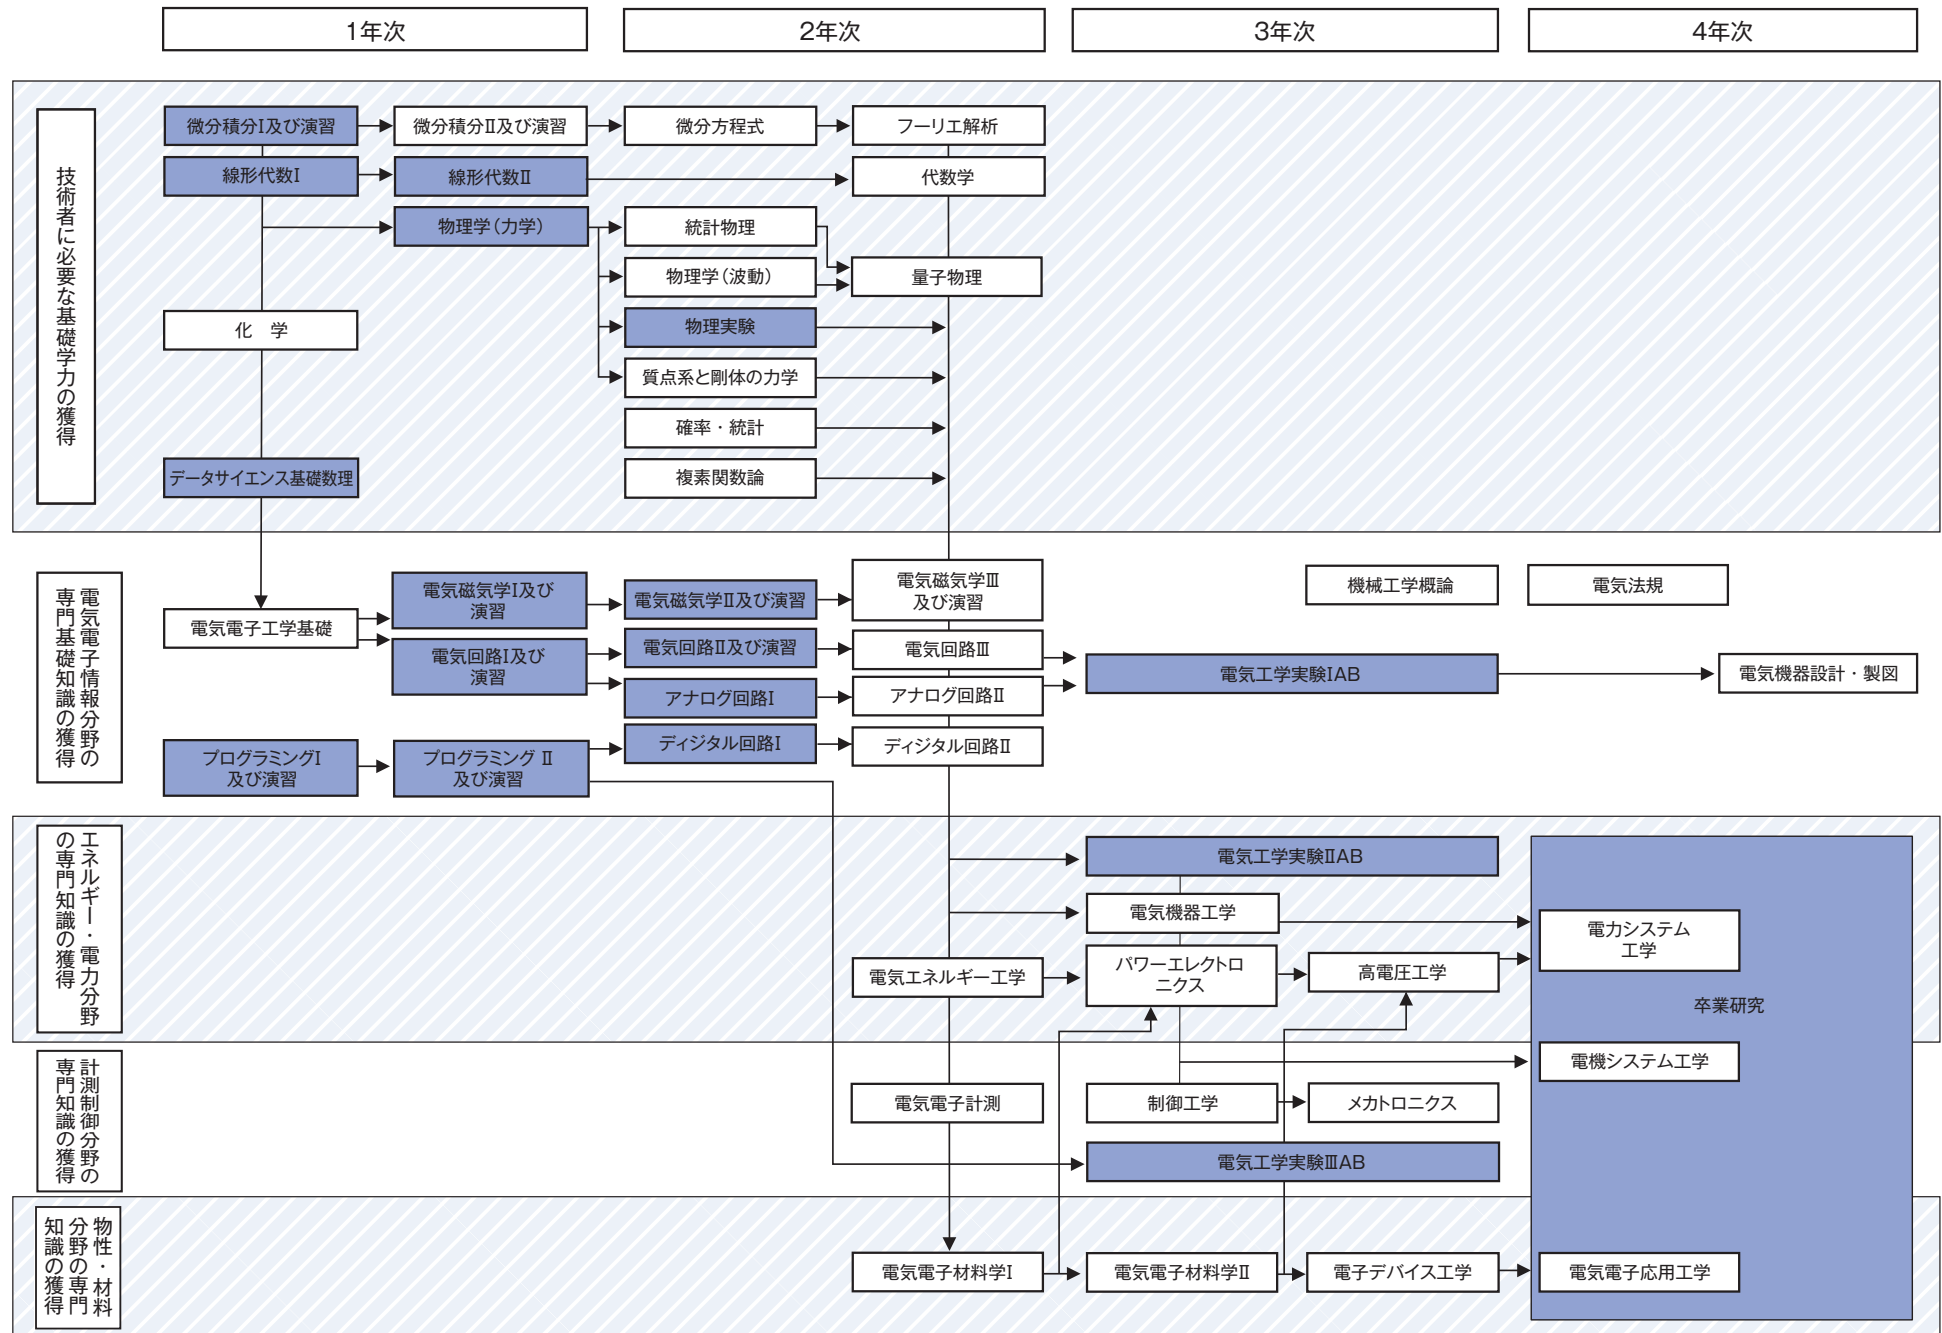 1年次
2年次
3年次
4年次
技術者に必要な基礎学力の獲得
微分積分Ⅰ及び演習
微分積分Ⅱ及び演習
微分方程式
フーリエ解析
線形代数Ⅰ
線形代数Ⅱ
代数学
物理学（力学）
統計物理
物理学（波動）
量子物理
化　学
物理実験
質点系と剛体の力学
確率・統計
データサイエンス基礎数理
複素関数論
電気電子情報分野の
専門基礎知識の獲得
電気電子工学基礎
電気磁気学Ⅰ及び
演習
電気磁気学Ⅱ及び演習
電気磁気学Ⅲ
及び演習
機械工学概論
電気法規
電気回路Ⅰ及び
演習
電気回路Ⅱ及び演習
電気回路Ⅲ
電気工学実験ⅠAB
電気機器設計・製図
アナログ回路Ⅰ
アナログ回路Ⅱ
プログラミングⅠ
及び演習
プログラミング Ⅱ
及び演習
ディジタル回路Ⅰ
ディジタル回路Ⅱ
エネルギー・電力分野
の専門知識の獲得
電気工学実験ⅡAB
電気機器工学
電力システム
工学
電気エネルギー工学
パワーエレクトロ
ニクス
高電圧工学
卒業研究
計測制御分野の
専門知識の獲得
電機システム工学
電気電子計測
制御工学
メカトロニクス
電気工学実験ⅢAB
物性・材料
分野の専門
知識の獲得
電気電子材料学Ⅰ
電気電子材料学Ⅱ
電子デバイス工学
電気電子応用工学